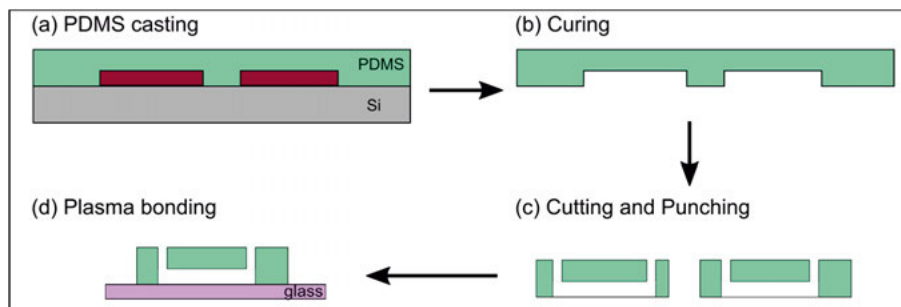 (a) PDMS casting
PDMS
Si
(b) Curing
(c) Cutting and Punching
(d) Plasma bonding
glass